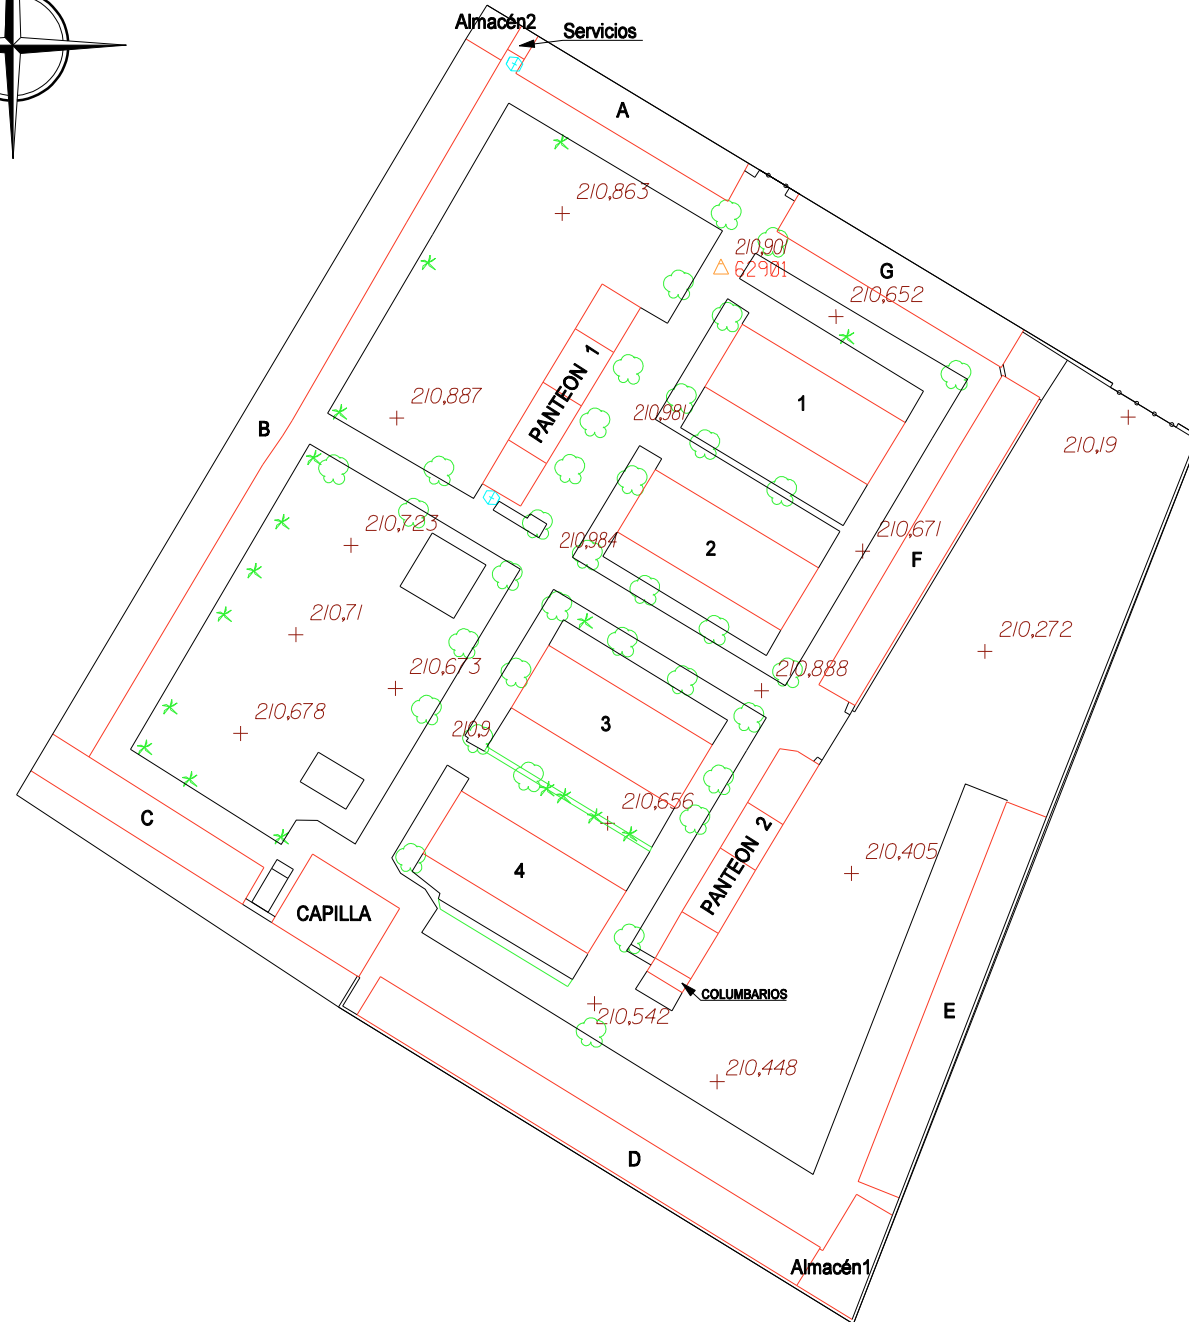 Almacén2
Servicios
A
210,863
210,901
62901
G
210,652
PANTEON 1
1
210,887
210,981
B
210,19
210,723
210,984
2
210,671
F
210,71
210,272
210,673
210,888
210,678
210,9
3
210,656
C
PANTEON 2
210,405
4
CAPILLA
COLUMBARIOS
210,542
E
210,448
D
Almacén1